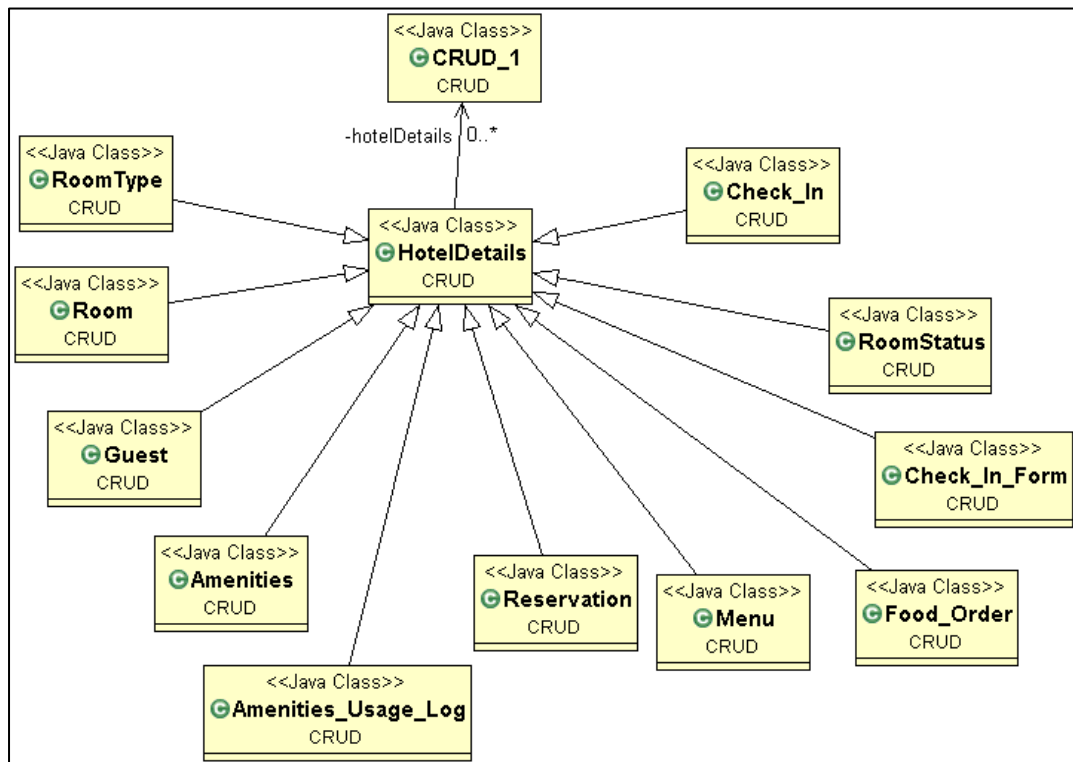 <<Java Class>>
CRUD_1
CRUD
-hotelDetails 0..*
<<Java Class>>
RoomType
CRUD
<<Java Class>>
Check_In
CRUD
<<Java Class>>
HotelDetails
CRUD
<<Java Class>>
Room
CRUD
<<Java Class>>
RoomStatus
CRUD
<<Java Class>>
Guest
CRUD
<<Java Class>>
Check_In_Form
CRUD
<<Java Class>>
Amenities
CRUD
<<Java Class>>
Reservation
CRUD
<<Java Class>>
Menu
CRUD
<<Java Class>>
Food_Order
CRUD
<<Java Class>>
Amenities_Usage_Log
CRUD